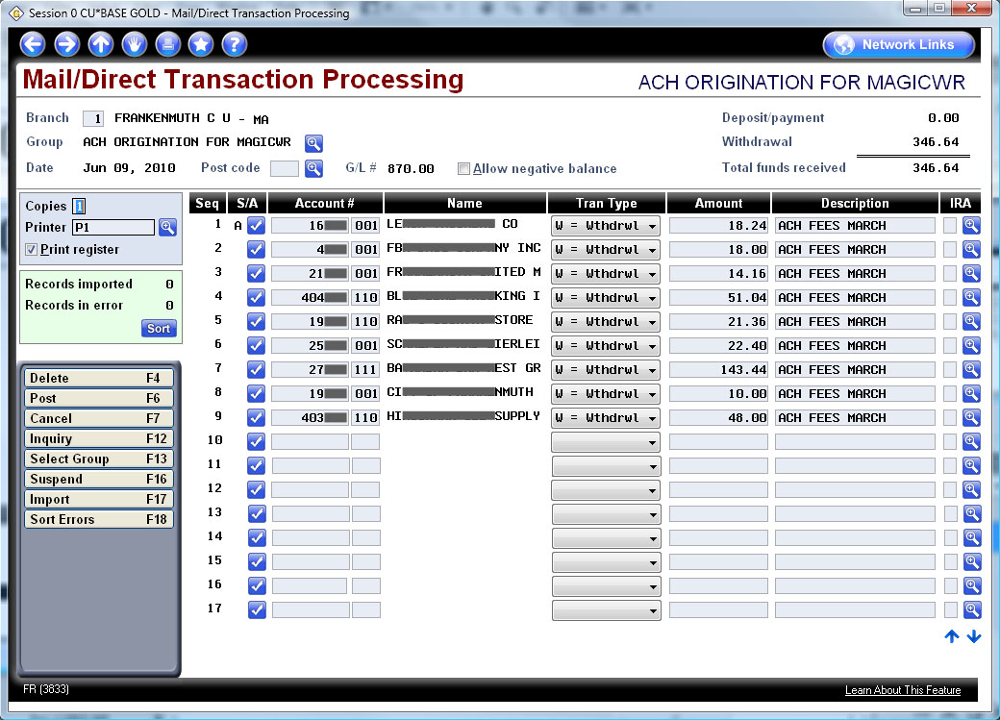 Session 0 CU*BASE GOLD - Mail/Direct Transaction Processing
Network Links
Mail/Direct Transaction Processing
ACH ORIGINATION FOR MAGICWR
Branch 1 FRANKENMUTH C U - MA
Deposit/payment 0.00
Group ACH ORIGINATION FOR MAGICWR
Withdrawal 346.64
Date Jun 09, 2010 Post code G/L # 870.00 Allow negative balance
Total funds received 346.64
Copies 1
Printer P1
Print register
Records imported 0
Records in error 0
Sort
Delete F4
Post F6
Cancel F7
Inquiry F12
Select Group F13
Suspend F16
Import F17
Sort Errors F18
Seq S/A Account # Name Tran Type Amount Description IRA
1 A 16 001 LE CO W = Wthdrwl 18.24 ACH FEES MARCH
2 4 001 FB NY INC W = Wthdrwl 18.00 ACH FEES MARCH
3 21 001 FR ITED M W = Wthdrwl 14.16 ACH FEES MARCH
4 404 110 BL KING I W = Wthdrwl 51.04 ACH FEES MARCH
5 19 110 RA STORE W = Wthdrwl 21.36 ACH FEES MARCH
6 25 001 SC IERLEI W = Wthdrwl 22.40 ACH FEES MARCH
7 27 111 BA EST GR W = Wthdrwl 143.44 ACH FEES MARCH
8 19 001 CI NMUTH W = Wthdrwl 10.00 ACH FEES MARCH
9 403 110 HI SUPPLY W = Wthdrwl 48.00 ACH FEES MARCH
10
11
12
13
14
15
16
17
FR (3833)
Learn About This Feature